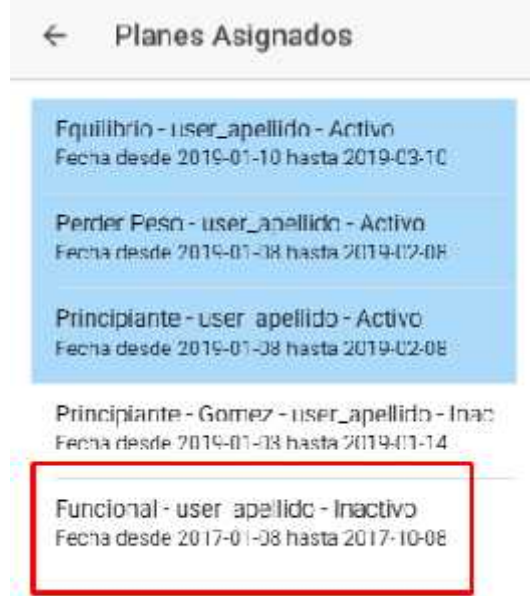 Planes Asignados
Equilibrio - user_apellido - Activo
Fecha desde 2019-01-10 hasta 2019-03-10
Perder Peso - user_apellido - Activo
Fecha desde 2019-01-08 hasta 2019-02-08
Principiante - user_apellido - Activo
Fecha desde 2019-01-08 hasta 2019-02-08
Principiante - Gomez - user_apellido - Inac
Fecha desde 2019-01-08 hasta 2019-01-14
Funcional - user_apellido - Inactivo
Fecha desde 2017-01-08 hasta 2017-10-08